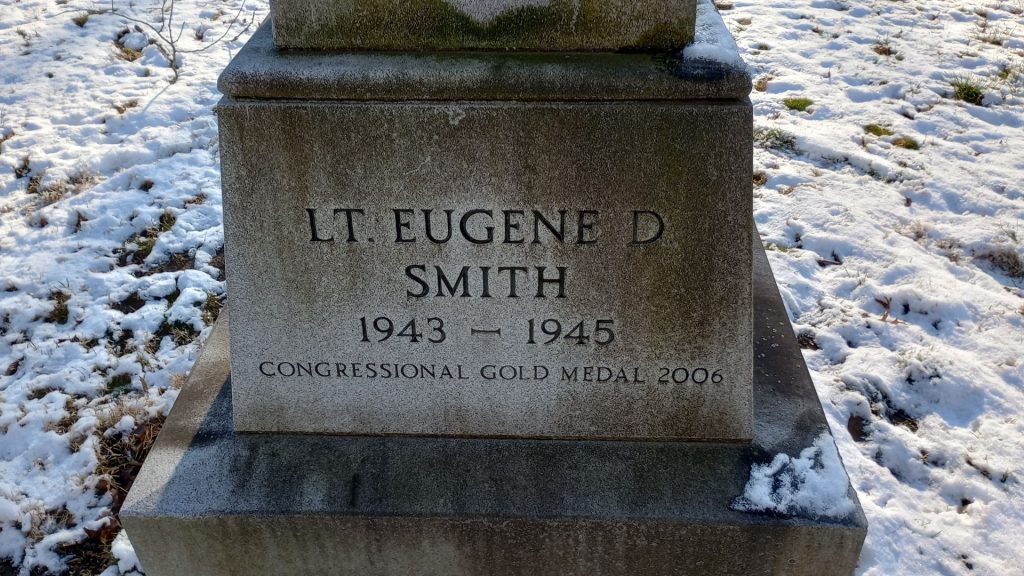 LT. EUGENE D.
SMITH
1943 — 1945
CONGRESSIONAL GOLD MEDAL 2006